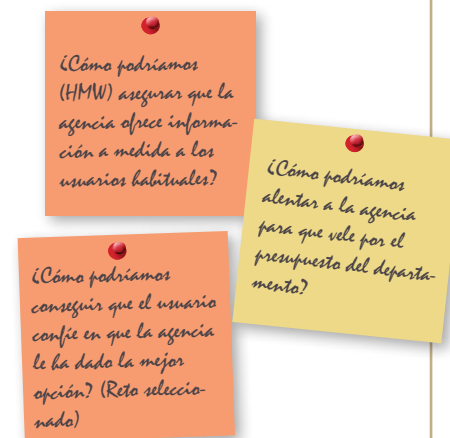 ¿Cómo podríamos
(HMW) asegurar que la
agencia ofrece informa-
ción a medida a los
usuarios habituales?
¿Cómo podríamos
alentar a la agencia
para que vele por el
presupuesto del departa-
mento?
¿Cómo podríamos
conseguir que el usuario
confíe en que la agencia
le ha dado la mejor
opción? (Reto seleccio-
nado)